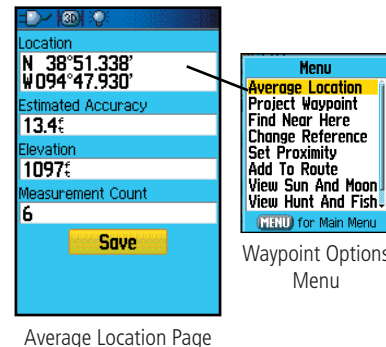 3D
Location
N 38°51.338'
W 094°47.930'
Estimated Accuracy
13.4ft
Elevation
1097ft
Measurement Count
6
Save
Average Location Page
Menu
Average Location
Project Waypoint
Find Near Here
Change Reference
Set Proximity
Add To Route
View Sun And Moon
View Hunt And Fish
MENU for Main Menu
Waypoint Options
Menu